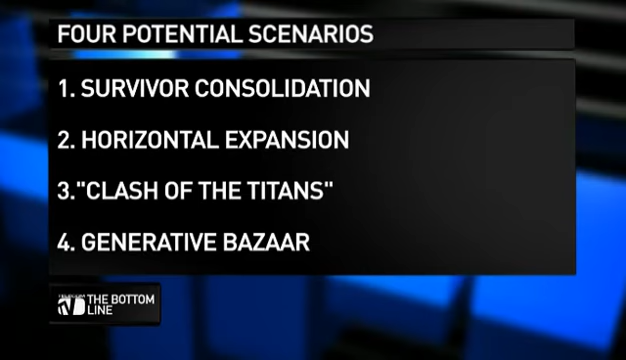 FOUR POTENTIAL SCENARIOS
1. SURVIVOR CONSOLIDATION
2. HORIZONTAL EXPANSION
3."CLASH OF THE TITANS"
4. GENERATIVE BAZAAR
THE BOTTOM
LINE